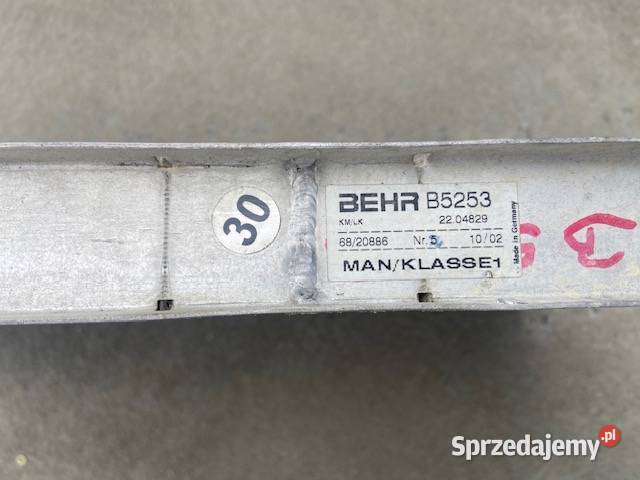 30
BEHR B5253
KM/LK 22.04829
68/20886 Nr. 5 10/02
MAN/KLASSE1
Made in Germany
Sprzedajemy.pl